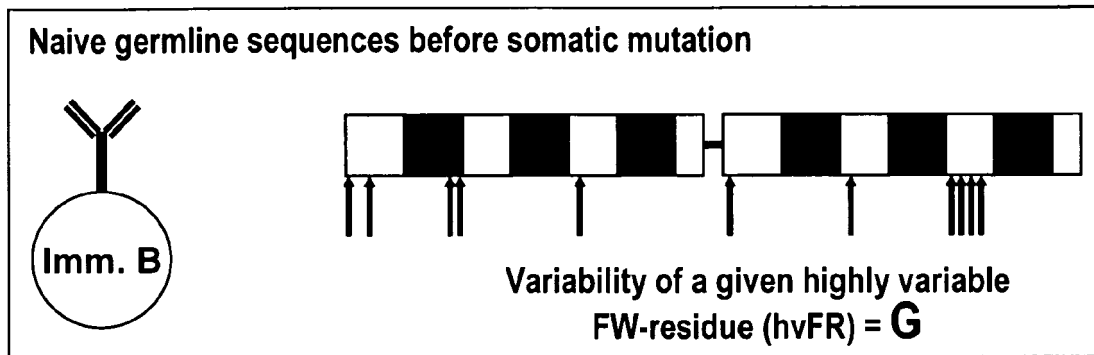 Naive germline sequences before somatic mutation
Imm. B
Variability of a given highly variable
FW-residue (hvFR) = G